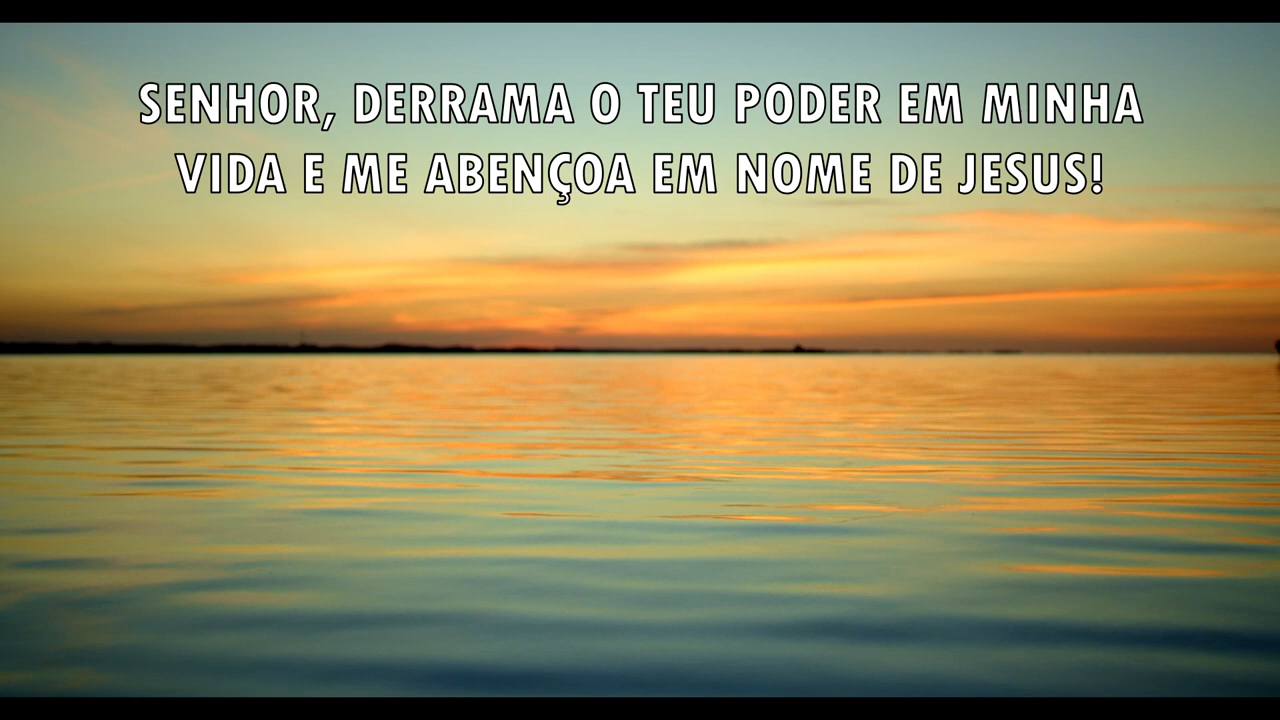 SENHOR, DERRAMA O TEU PODER EM MINHA
VIDA E ME ABENÇOA EM NOME DE JESUS!